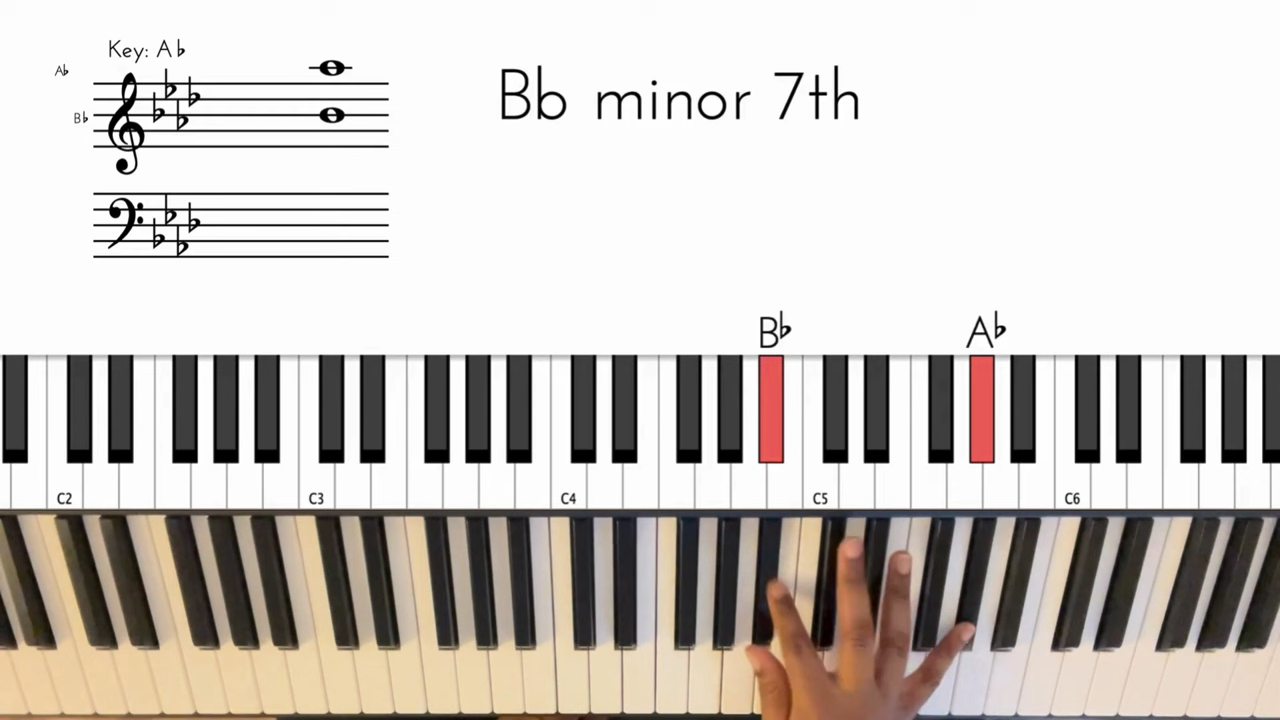 Key: A♭
A♭
B♭
Bb minor 7th
B♭ A♭
C2 C3 C4 C5 C6